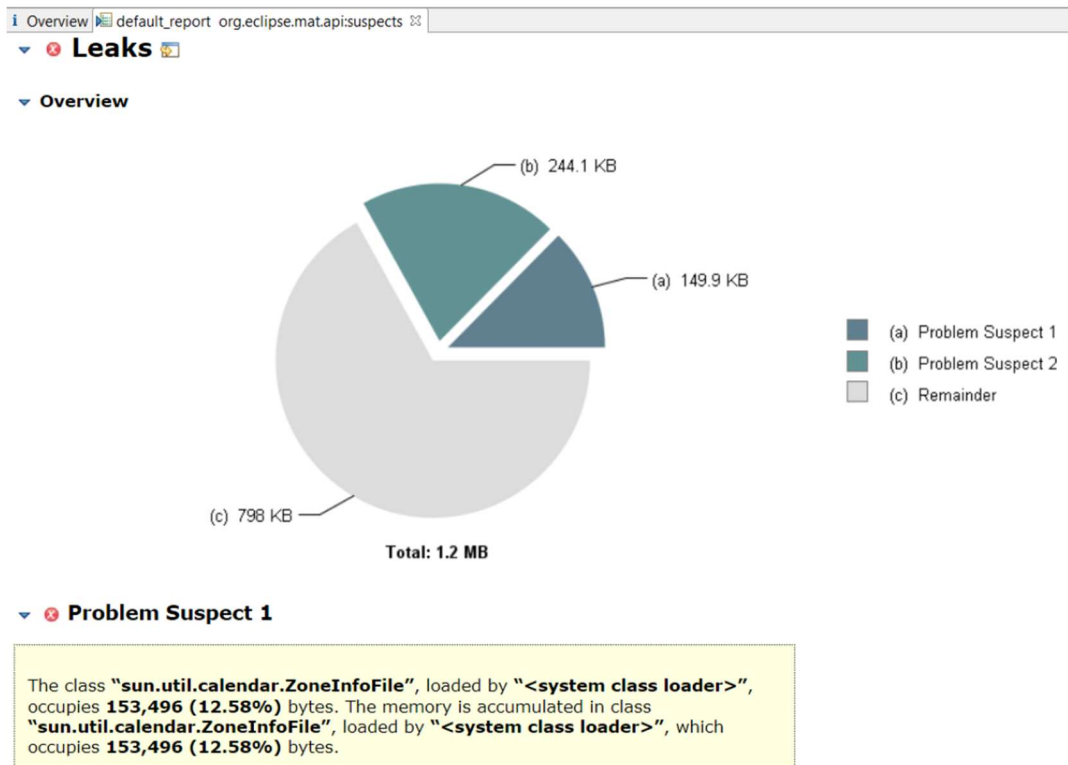 i Overview default_report org.eclipse.mat.api:suspects
Leaks
Overview
(b) 244.1 KB
(a) 149.9 KB
(a) Problem Suspect 1
(b) Problem Suspect 2
(c) Remainder
(c) 798 KB
Total: 1.2 MB
Problem Suspect 1
The class “sun.util.calendar.ZoneInfoFile”, loaded by “<system class loader>”,
occupies 153,496 (12.58%) bytes. The memory is accumulated in class
“sun.util.calendar.ZoneInfoFile”, loaded by “<system class loader>”, which
occupies 153,496 (12.58%) bytes.